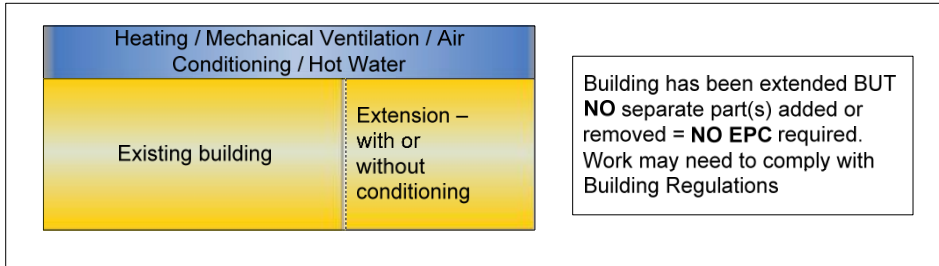 Heating / Mechanical Ventilation / Air
Conditioning / Hot Water
Existing building
Extension –
with or
without
conditioning
Building has been extended BUT
NO separate part(s) added or
removed = NO EPC required.
Work may need to comply with
Building Regulations